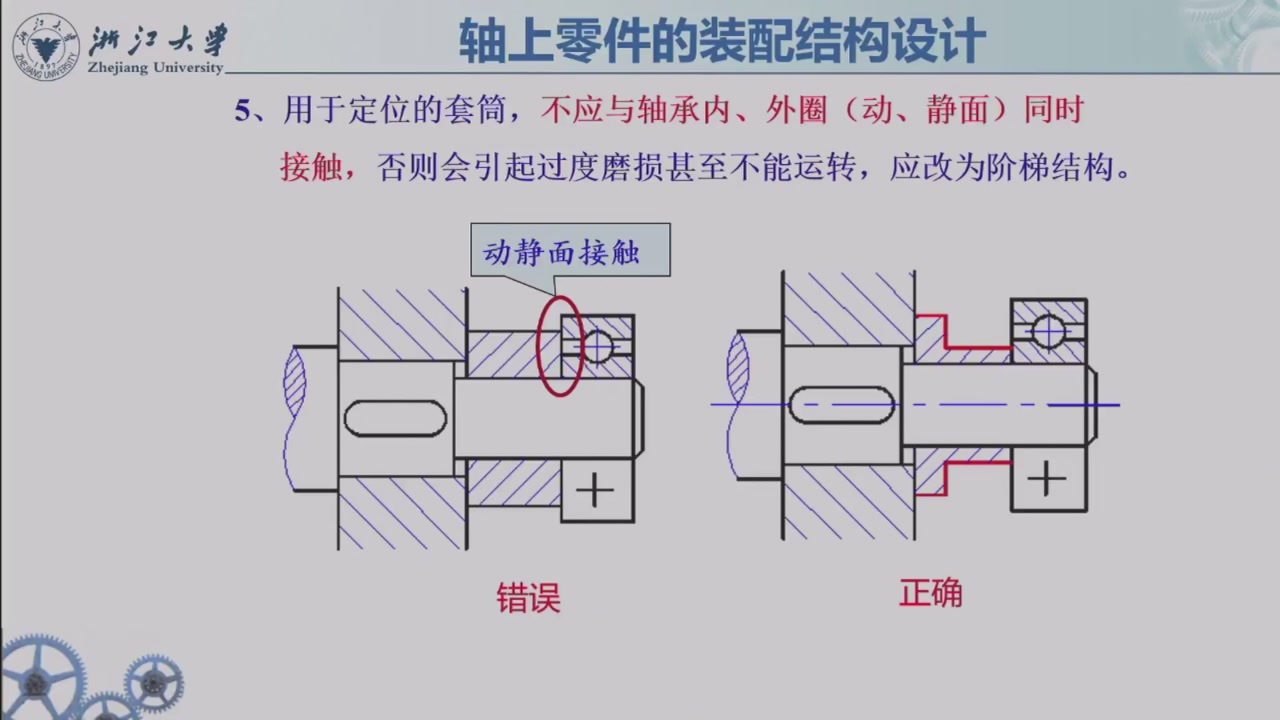 浙江大学
Zhejiang University
轴上零件的装配结构设计
5、用于定位的套筒，不应与轴承内、外圈（动、静面）同时
接触，否则会引起过度磨损甚至不能运转，应改为阶梯结构。
动静面接触
错误
正确